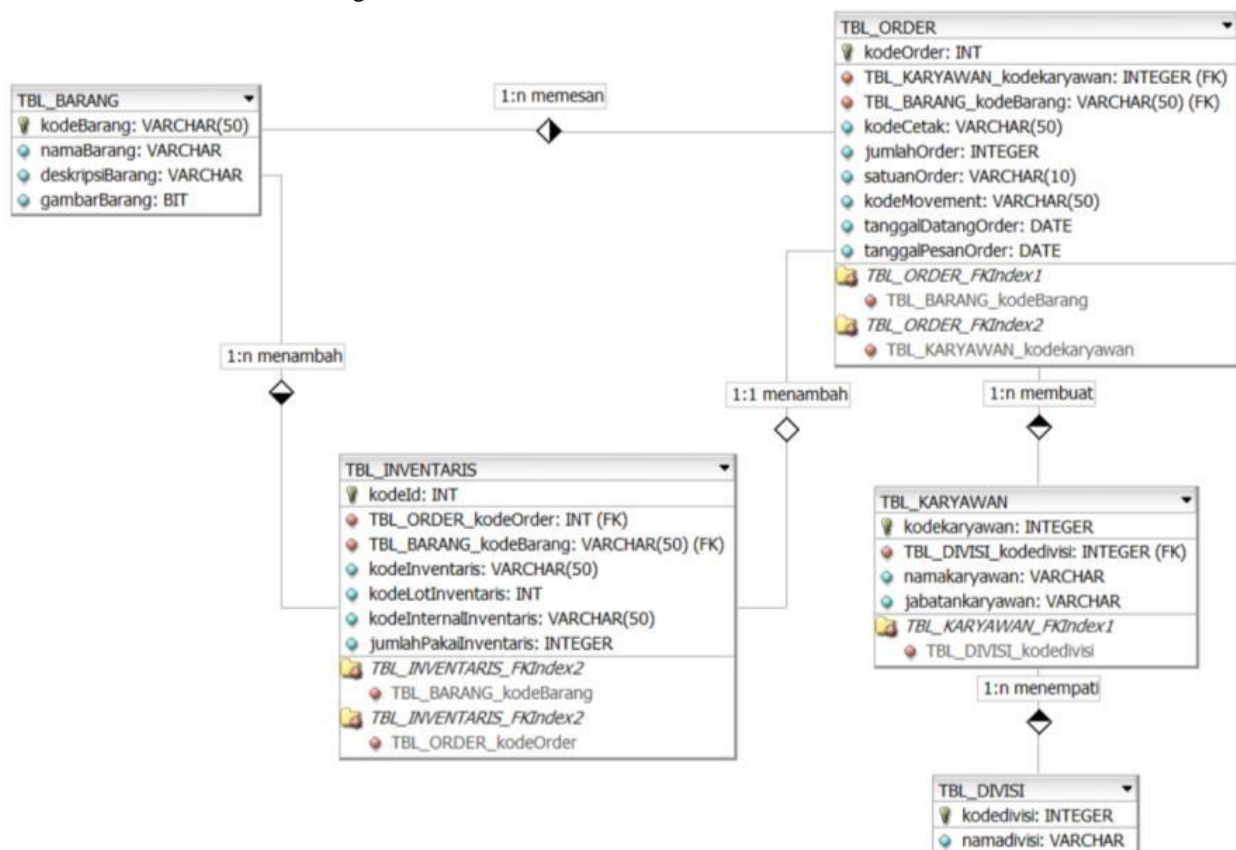 TBL_BARANG
kodeBarang: VARCHAR(50)
namaBarang: VARCHAR
deskripsiBarang: VARCHAR
gambarBarang: BIT
1:n memesan
TBL_ORDER
kodeOrder: INT
TBL_KARYAWAN_kodekaryawan: INTEGER (FK)
TBL_BARANG_kodeBarang: VARCHAR(50) (FK)
kodeCetak: VARCHAR(50)
jumlahOrder: INTEGER
satuanOrder: VARCHAR(10)
kodeMovement: VARCHAR(50)
tanggalDatangOrder: DATE
tanggalPesanOrder: DATE
TBL_ORDER_FKIndex1
TBL_BARANG_kodeBarang
TBL_ORDER_FKIndex2
TBL_KARYAWAN_kodekaryawan
1:n menambah
1:1 menambah
1:n membuat
TBL_INVENTARIS
kodeId: INT
TBL_ORDER_kodeOrder: INT (FK)
TBL_BARANG_kodeBarang: VARCHAR(50) (FK)
kodeInventaris: VARCHAR(50)
kodeLotInventaris: INT
kodeInternalInventaris: VARCHAR(50)
jumlahPakaiInventaris: INTEGER
TBL_INVENTARIS_FKIndex2
TBL_BARANG_kodeBarang
TBL_INVENTARIS_FKIndex2
TBL_ORDER_kodeOrder
TBL_KARYAWAN
kodekaryawan: INTEGER
TBL_DIVISI_kodedivisi: INTEGER (FK)
namakaryawan: VARCHAR
jabatankaryawan: VARCHAR
TBL_KARYAWAN_FKIndex1
TBL_DIVISI_kodedivisi
1:n menempati
TBL_DIVISI
kodedivisi: INTEGER
namadivisi: VARCHAR